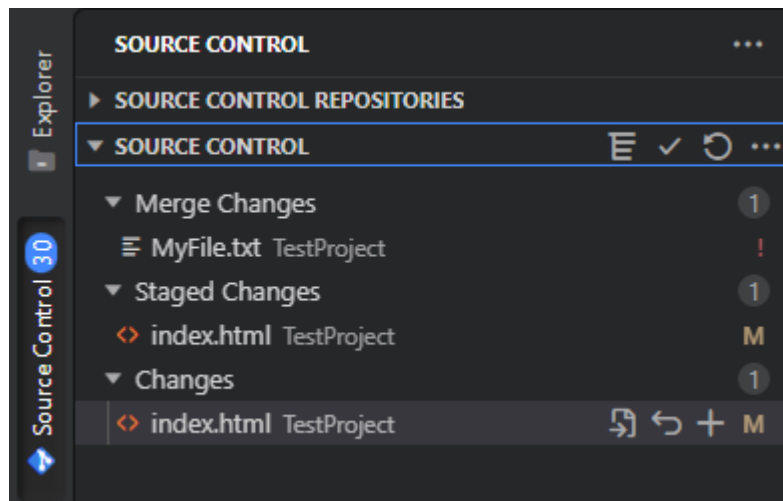 Explorer
Source Control 30
SOURCE CONTROL
SOURCE CONTROL REPOSITORIES
SOURCE CONTROL
Merge Changes 1
MyFile.txt TestProject !
Staged Changes 1
index.html TestProject M
Changes 1
index.html TestProject M